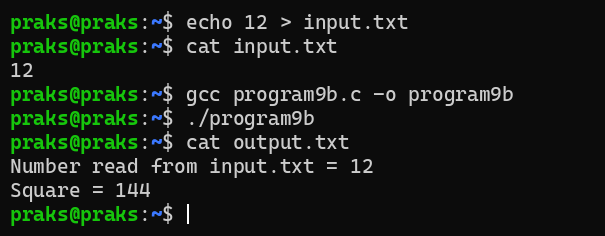 praks@praks:~$ echo 12 > input.txt
praks@praks:~$ cat input.txt
12
praks@praks:~$ gcc program9b.c -o program9b
praks@praks:~$ ./program9b
praks@praks:~$ cat output.txt
Number read from input.txt = 12
Square = 144
praks@praks:~$